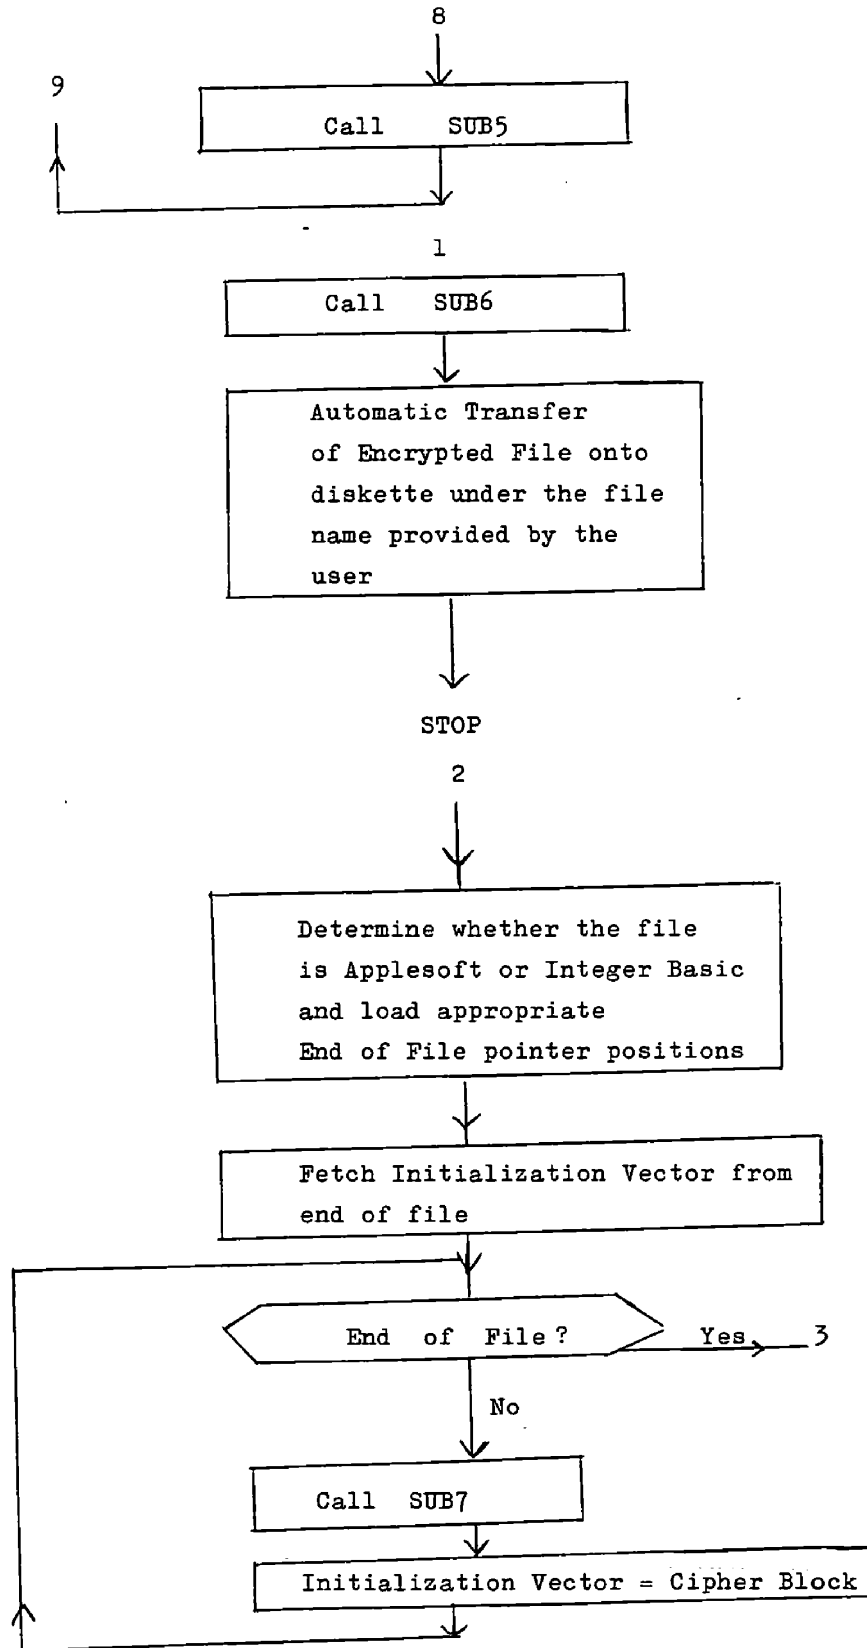 8
9
Call SUB5
1
Call SUB6
Automatic Transfer
of Encrypted File onto
diskette under the file
name provided by the
user
STOP
2
Determine whether the file
is Applesoft or Integer Basic
and load appropriate
End of File pointer positions
Fetch Initialization Vector from
end of file
End of File?
Yes
3
No
Call SUB7
Initialization Vector = Cipher Block